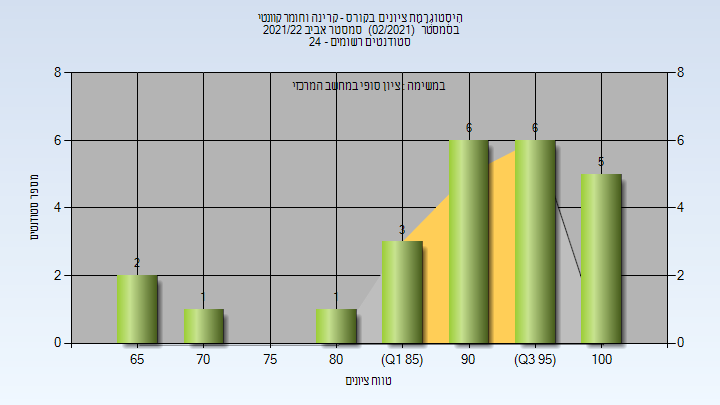 היסטוגרמת ציונים בקורס - קרינה וחומר קוונטי
בסמסטר (02/2021) סמסטר אביב 2021/22
סטודנטים רשומים - 24
במשימה : ציון סופי במחשב המרכזי
מספר סטודנטים
8 8
6 6
4 4
2 2
0 0
2 1 1 3 6 6 5
65 70 75 80 (Q1 85) 90 (Q3 95) 100
טווח ציונים